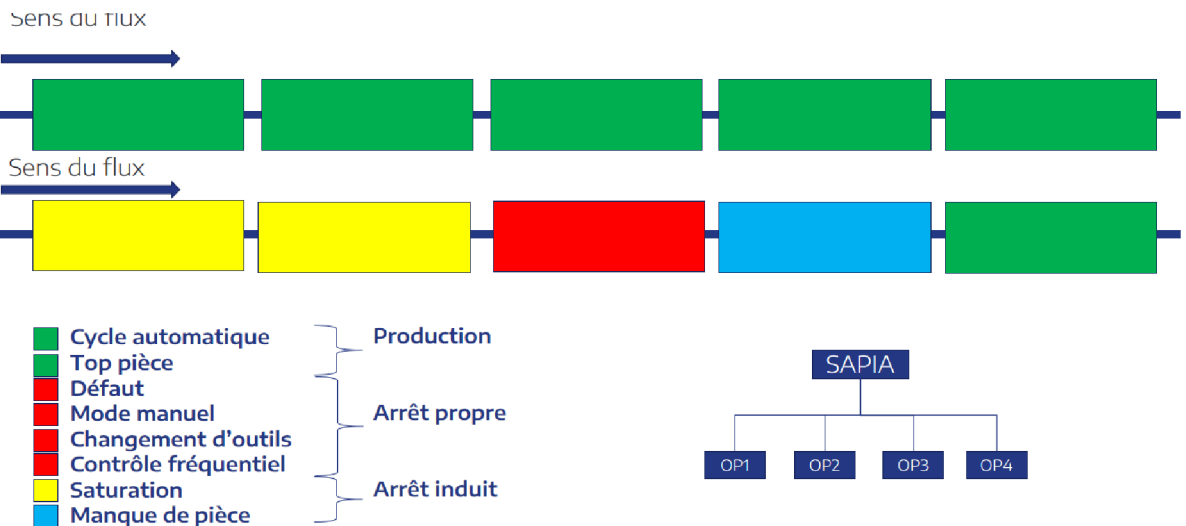 Sens du flux
Sens du flux
Cycle automatique
Top pièce
Production
Défaut
Mode manuel
Changement d'outils
Contrôle fréquentiel
Arrêt propre
Saturation
Manque de pièce
Arrêt induit
SAPIA
OP1 OP2 OP3 OP4